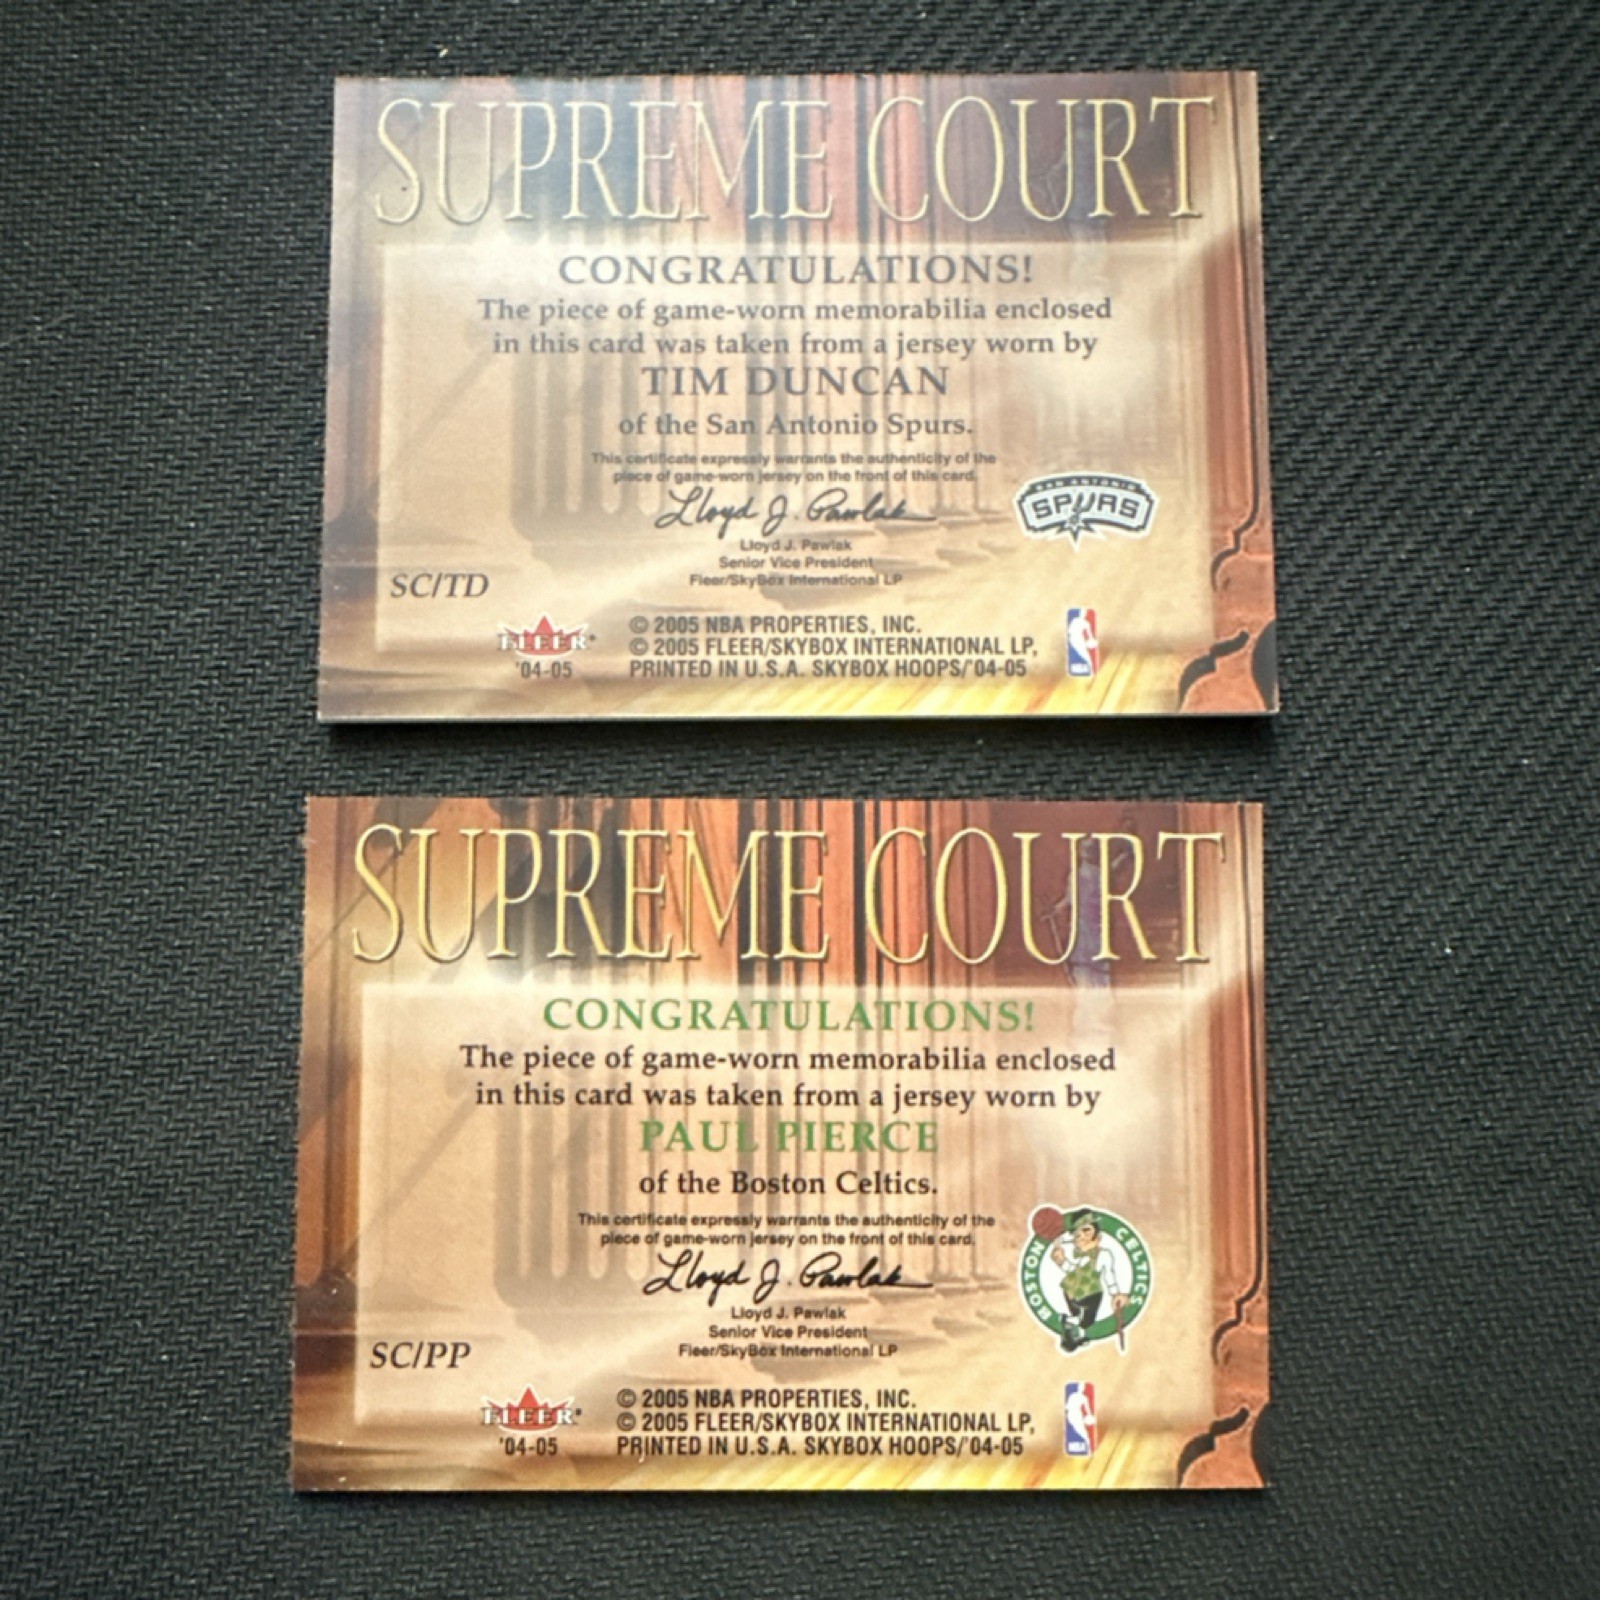 SUPREME COURT
CONGRATULATIONS!
The piece of game-worn memorabilia enclosed
in this card was taken from a jersey worn by
TIM DUNCAN
of the San Antonio Spurs.
This certificate expressly warrants the authenticity of the
piece of game-worn jersey on the front of this card.
Lloyd J. Pawlak
Lloyd J. Pawlak
Senior Vice President
Fleer/SkyBox International LP
SAN ANTONIO
SPURS
SC/TD
FLEER
'04-05
© 2005 NBA PROPERTIES, INC.
© 2005 FLEER/SKYBOX INTERNATIONAL LP,
PRINTED IN U.S.A. SKYBOX HOOPS/'04-05
NBA
SUPREME COURT
CONGRATULATIONS!
The piece of game-worn memorabilia enclosed
in this card was taken from a jersey worn by
PAUL PIERCE
of the Boston Celtics.
This certificate expressly warrants the authenticity of the
piece of game-worn jersey on the front of this card.
Lloyd J. Pawlak
Lloyd J. Pawlak
Senior Vice President
Fleer/SkyBox International LP
BOSTON CELTICS
SC/PP
FLEER
'04-05
© 2005 NBA PROPERTIES, INC.
© 2005 FLEER/SKYBOX INTERNATIONAL LP,
PRINTED IN U.S.A. SKYBOX HOOPS/'04-05
NBA